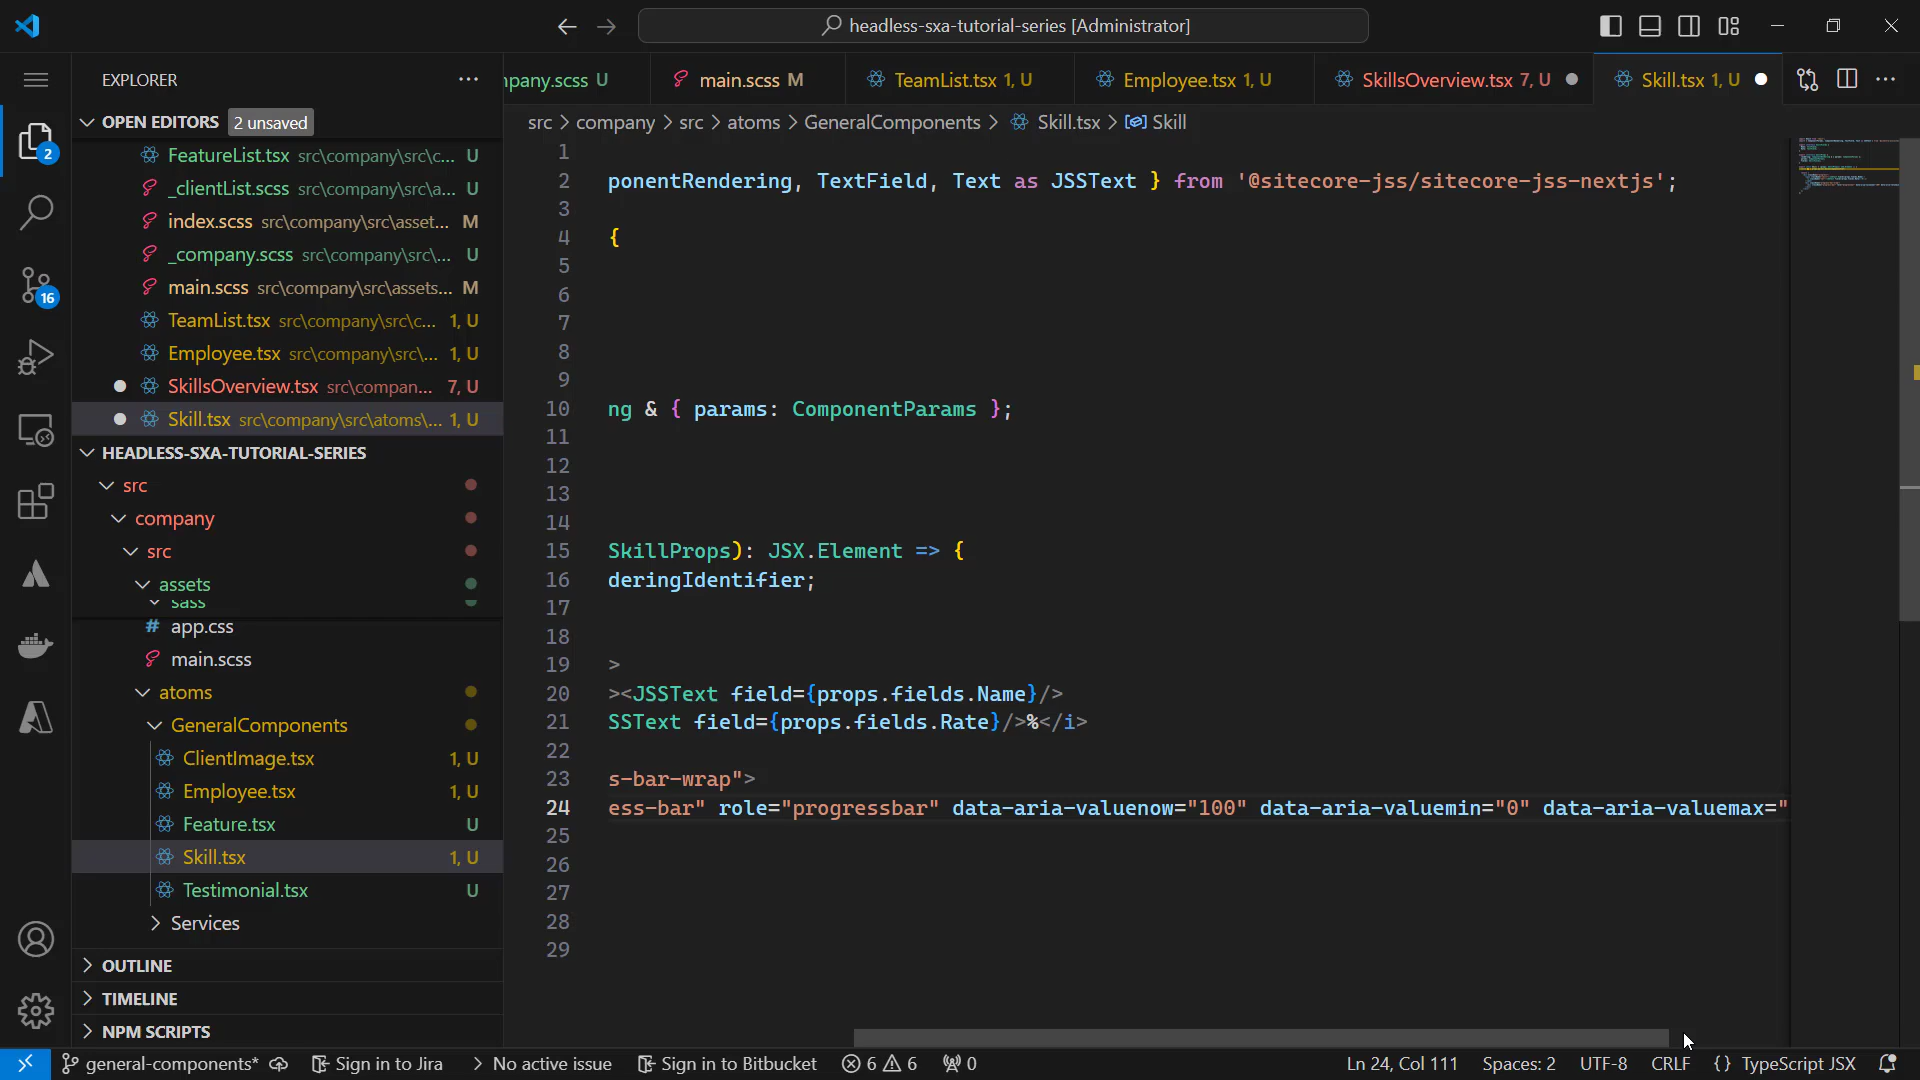 headless-sxa-tutorial-series [Administrator]
EXPLORER
mpany.scss U
main.scss M
TeamList.tsx 1, U
Employee.tsx 1, U
SkillsOverview.tsx 7, U
Skill.tsx 1, U
OPEN EDITORS 2 unsaved
src > company > src > atoms > GeneralComponents > Skill.tsx > Skill
FeatureList.tsx src\company\src\c... U
_clientList.scss src\company\src\a... U
index.scss src\company\src\asset... M
_company.scss src\company\src\... U
main.scss src\company\src\assets... M
TeamList.tsx src\company\src\c... 1, U
Employee.tsx src\company\src\... 1, U
SkillsOverview.tsx src\compan... 7, U
Skill.tsx src\company\src\atoms\... 1, U
HEADLESS-SXA-TUTORIAL-SERIES
src
company
src
assets
sass
app.css
main.scss
atoms
GeneralComponents
ClientImage.tsx 1, U
Employee.tsx 1, U
Feature.tsx U
Skill.tsx 1, U
Testimonial.tsx U
Services
OUTLINE
TIMELINE
NPM SCRIPTS
2
16
1
2 ponentRendering, TextField, Text as JSSText } from '@sitecore-jss/sitecore-jss-nextjs';
3
4 {
5
6
7
8
9
10 ng & { params: ComponentParams };
11
12
13
14
15 SkillProps): JSX.Element => {
16 deringIdentifier;
17
18
19 >
20 ><JSSText field={props.fields.Name}/>
21 SSText field={props.fields.Rate}/>%</i>
22
23 s-bar-wrap">
24 ess-bar" role="progressbar" data-aria-valuenow="100" data-aria-valuemin="0" data-aria-valuemax="
25
26
27
28
29
general-components* Sign in to Jira No active issue Sign in to Bitbucket 6 6 0 Ln 24, Col 111 Spaces: 2 UTF-8 CRLF {} TypeScript JSX